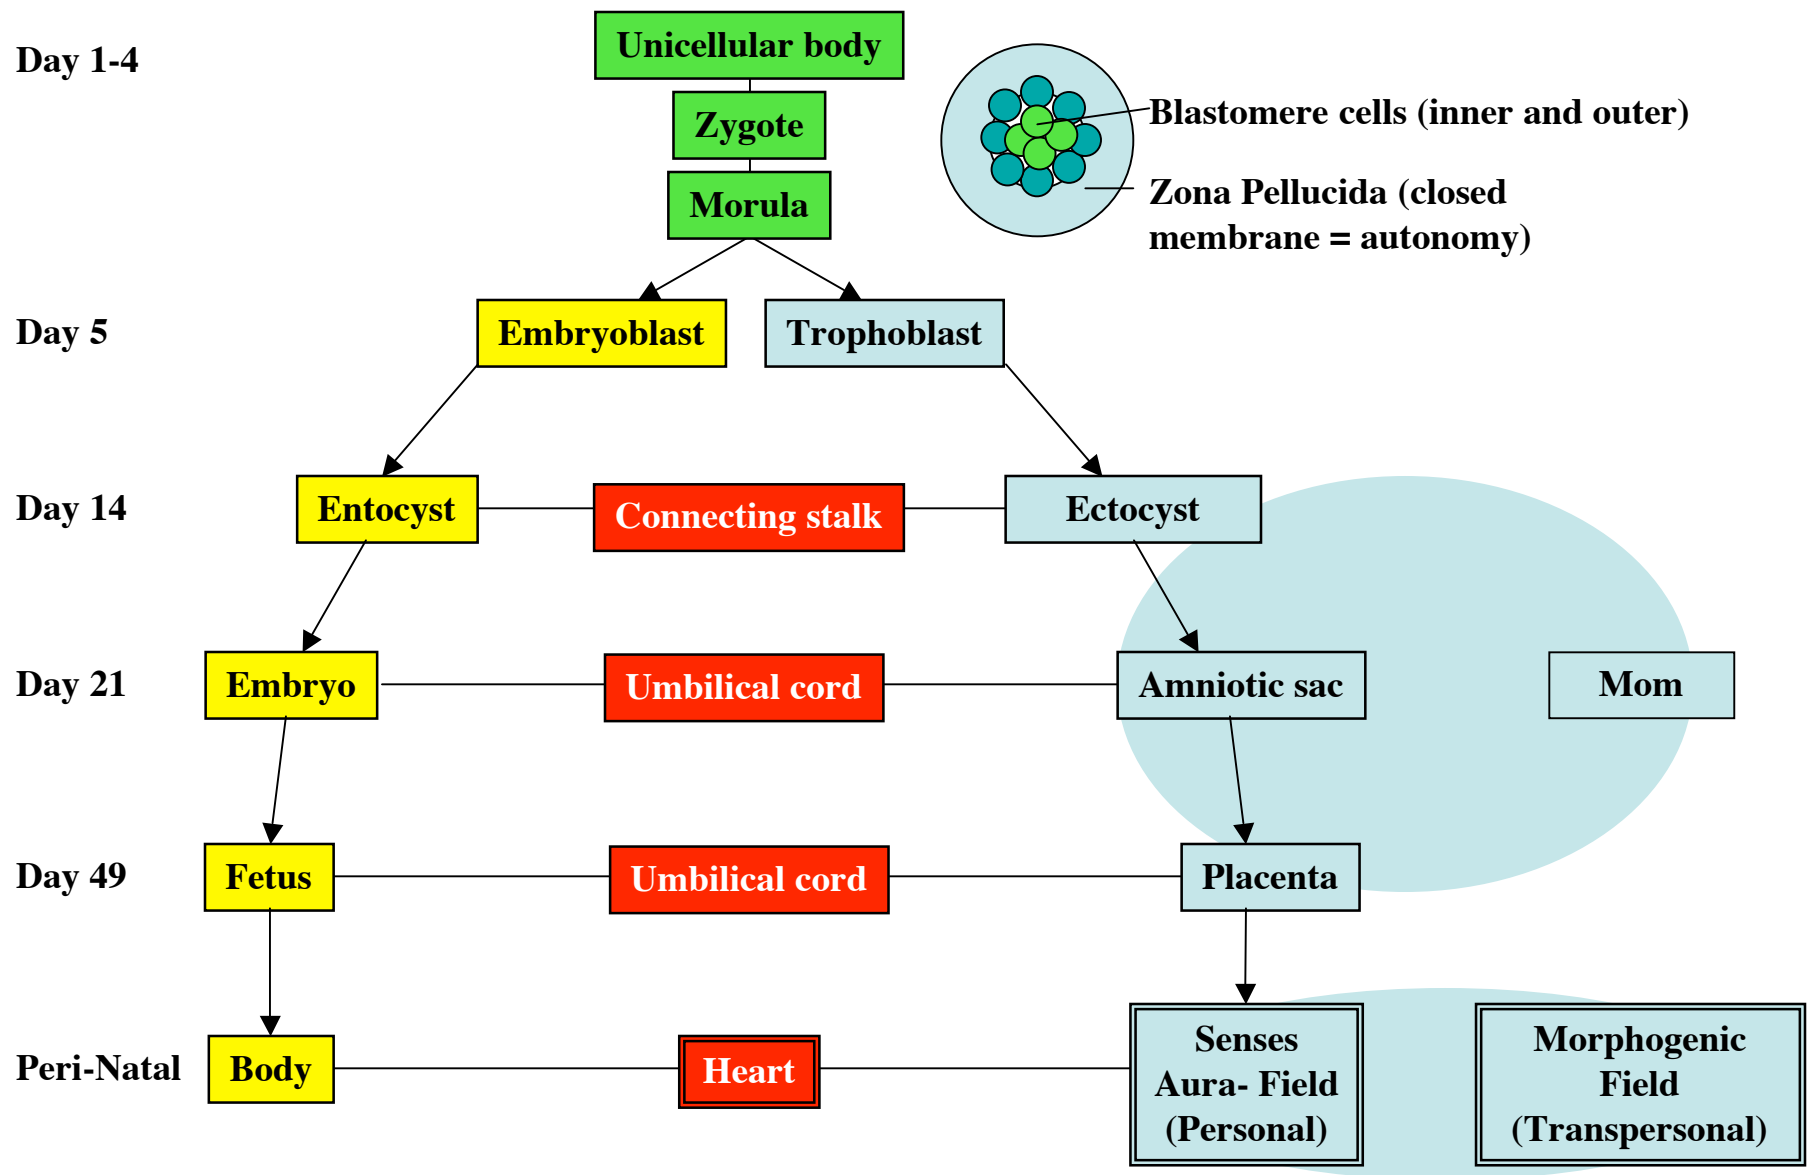 Day 1-4
Unicellular body
Zygote
Morula
Blastomere cells (inner and outer)
Zona Pellucida (closed
membrane = autonomy)
Day 5
Embryoblast
Trophoblast
Day 14
Entocyst
Connecting stalk
Ectocyst
Day 21
Embryo
Umbilical cord
Amniotic sac
Mom
Day 49
Fetus
Umbilical cord
Placenta
Peri-Natal
Body
Heart
Senses
Aura- Field
(Personal)
Morphogenic
Field
(Transpersonal)